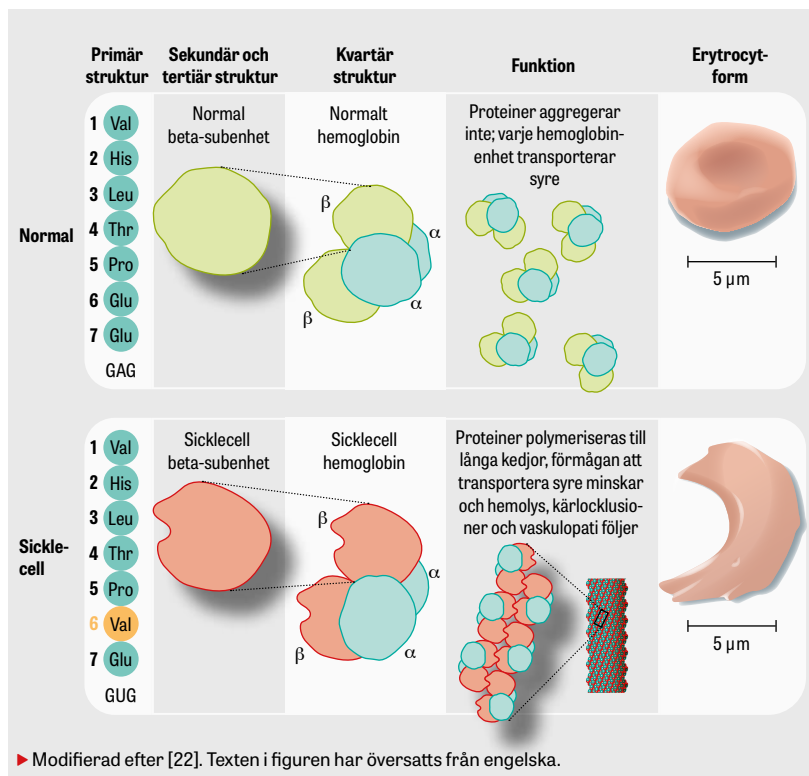 Primär
struktur
Sekundär och
tertiär struktur
Kvartär
struktur
Funktion
Erytrocyt-
form
Normal
1 Val
2 His
3 Leu
4 Thr
5 Pro
6 Glu
7 Glu
GAG
Normal
beta-subenhet
Normalt
hemoglobin
β
α
β
α
Proteiner aggregerar
inte; varje hemoglobin-
enhet transporterar
syre
5 µm
Sickle-
cell
1 Val
2 His
3 Leu
4 Thr
5 Pro
6 Val
7 Glu
GUG
Sicklecell
beta-subenhet
Sicklecell
hemoglobin
β
α
β
α
Proteiner polymeriseras till
långa kedjor, förmågan att
transportera syre minskar
och hemolys, kärlocklusio-
ner och vaskulopati följer
5 µm
▶ Modifierad efter [22]. Texten i figuren har översatts från engelska.